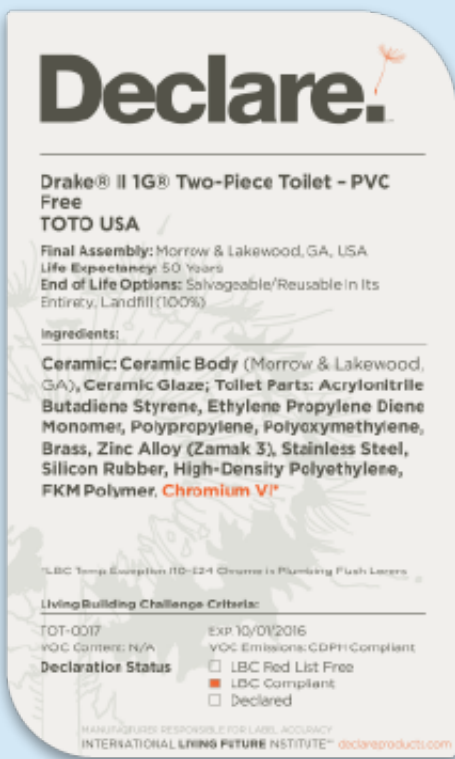 Declare.
Drake® II 1G® Two-Piece Toilet – PVC
Free
TOTO USA
Final Assembly: Morrow & Lakewood, GA, USA
Life Expectancy: 50 Years
End of Life Options: Salvageable/Reusable in Its
Entirety, Landfill (100%)
Ingredients:
Ceramic: Ceramic Body (Morrow & Lakewood,
GA), Ceramic Glaze; Toilet Parts: Acrylonitrile
Butadiene Styrene, Ethylene Propylene Diene
Monomer, Polypropylene, Polyoxymethylene,
Brass, Zinc Alloy (Zamak 3), Stainless Steel,
Silicon Rubber, High-Density Polyethylene,
FKM Polymer, Chromium VI*
*LBC Temp Exception I10-E24 Chrome in Plumbing Flush Levers
Living Building Challenge Criteria:
TOT-0017 EXP. 10/01/2016
VOC Content: N/A VOC Emissions: CDPH Compliant
Declaration Status LBC Red List Free
LBC Compliant
Declared
MANUFACTURER RESPONSIBLE FOR LABEL ACCURACY
INTERNATIONAL LIVING FUTURE INSTITUTE™ declareproducts.com